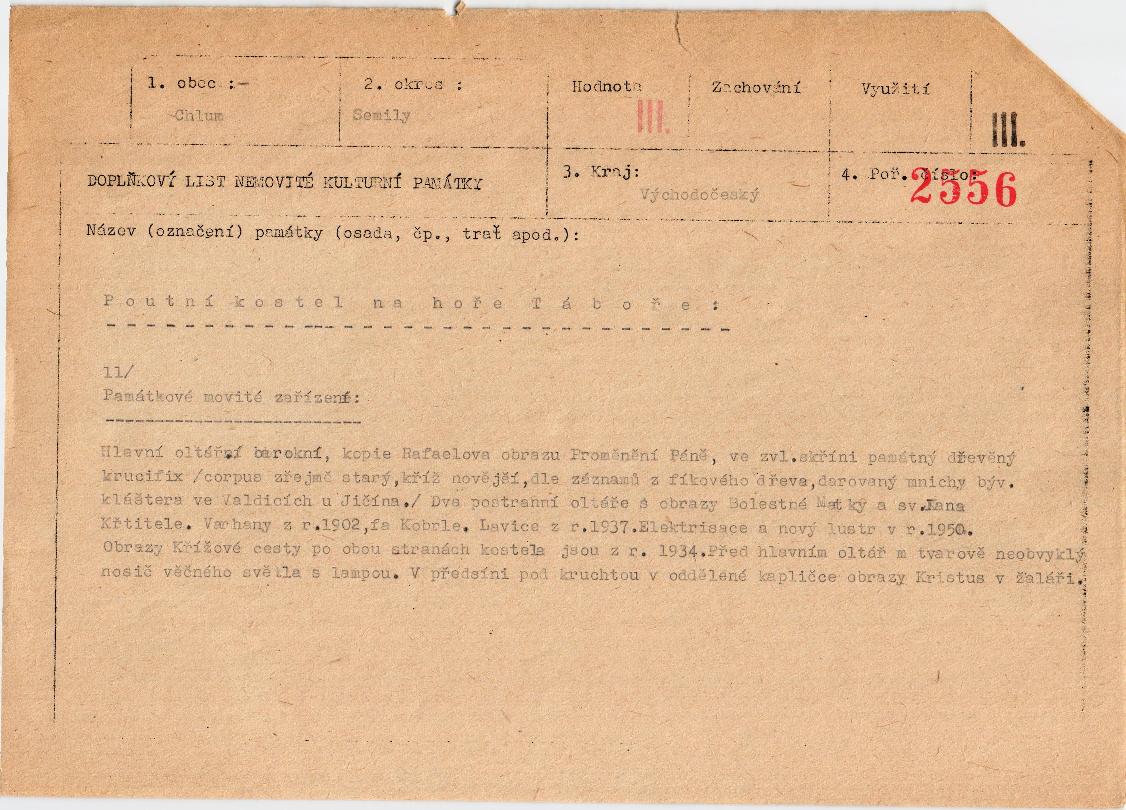 1. obec :-
2. okres :
Hodnota
Zachování
Využití
Chlum
Semily
III.
III.
DOPLŇKOVÝ LIST NEMOVITÉ KULTURNÍ PAMÁTKY
3. Kraj:
Východočeský
4. Poř. číslo:
2556
Název (označení) památky (osada, čp., trať apod.):
Poutní kostel na hoře Táboře:
11/
Památkové movité zařízení:
Hlavní oltářní barokní, kopie Rafaelova obrazu Proměnění Páně, ve zvl.skříni památný dřevěný
krucifix /corpus zřejmě starý,kříž novější,dle záznamů z fíkového dřeva,darovaný mnichy býv.
kláštera ve Valdicích u Jičína./ Dva postranní oltáře s obrazy Bolestné Matky a sv.Jana
Křtitele. Varhany z r.1902,fa Kobrle. Lavice z r.1937.Elektrisace a nový lustr v r.1950.
Obrazy Křížové cesty po obou stranách kostela jsou z r. 1934.Před hlavním oltář m tvarově neobvyklý
nosič věčného světla s lampou. V předsíni pod kruchtou v oddělené kapličce obrazy Kristus v žaláři.